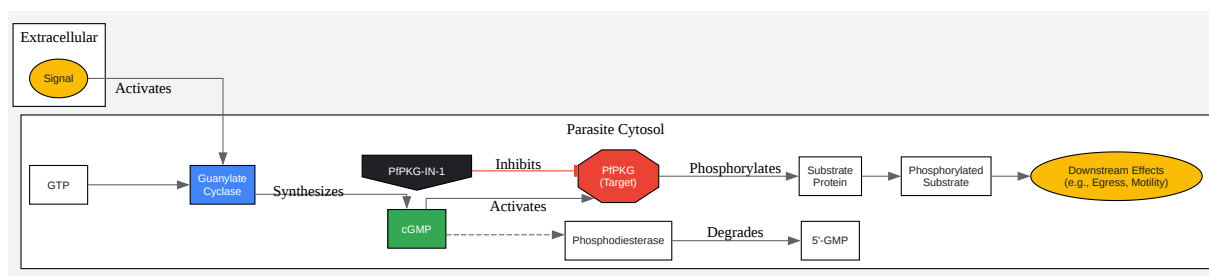 Extracellular
Signal
Activates
Parasite Cytosol
GTP
Guanylate
Cyclase
Synthesizes
PfPKG-IN-1
Inhibits
PfPKG
(Target)
Phosphorylates
Substrate
Protein
Phosphorylated
Substrate
Downstream Effects
(e.g., Egress, Motility)
cGMP
Activates
Phosphodiesterase
Degrades
5'-GMP